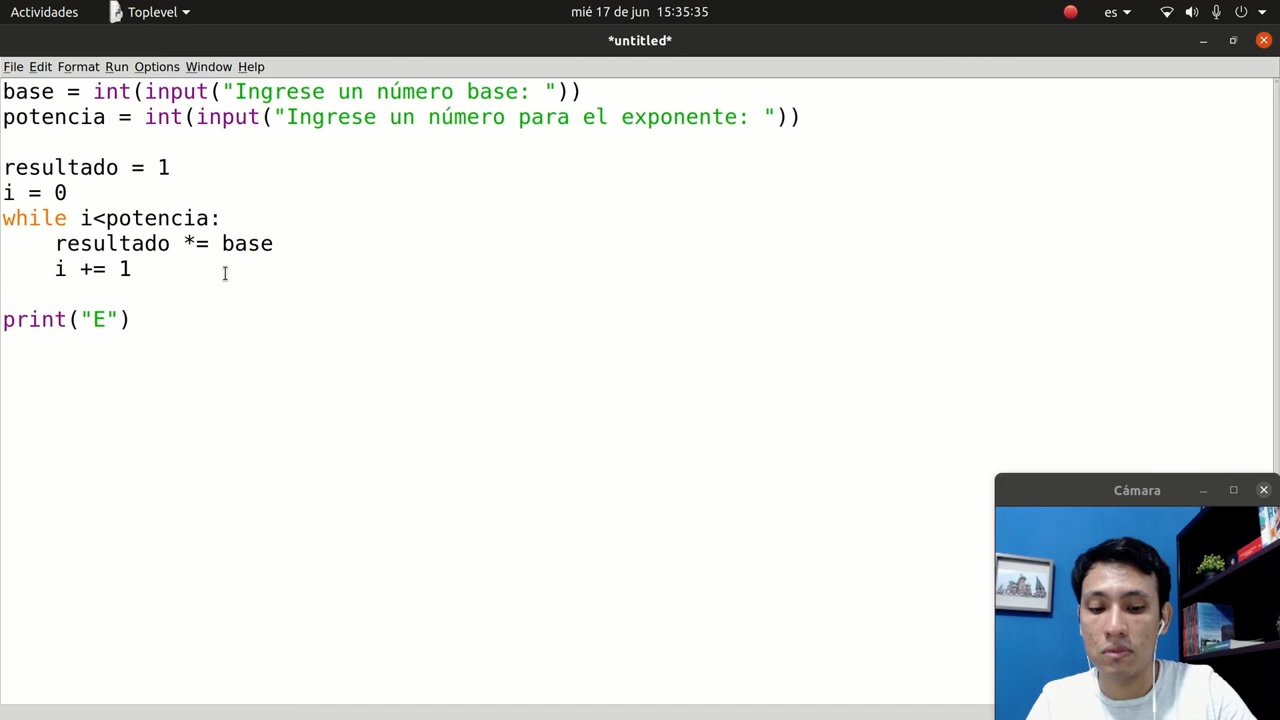 Actividades Toplevel mié 17 de jun 15:35:35 es
*untitled*
File Edit Format Run Options Window Help
base = int(input("Ingrese un número base: "))
potencia = int(input("Ingrese un número para el exponente: "))
resultado = 1
i = 0
while i<potencia:
    resultado *= base
    i += 1
print("E")
Cámara